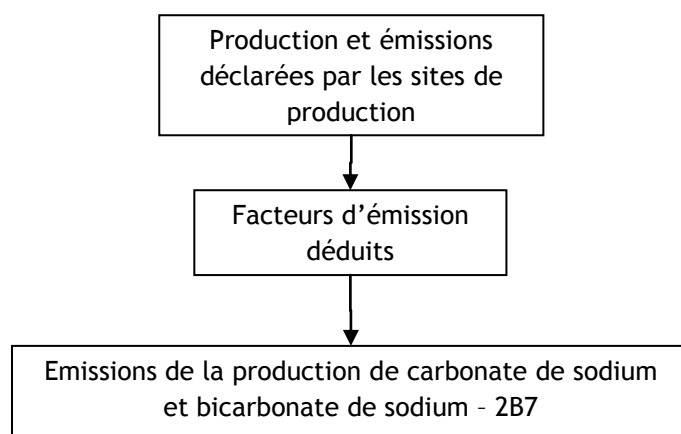 Production et émissions
déclarées par les sites de
production
Facteurs d’émission
déduits
Emissions de la production de carbonate de sodium
et bicarbonate de sodium – 2B7